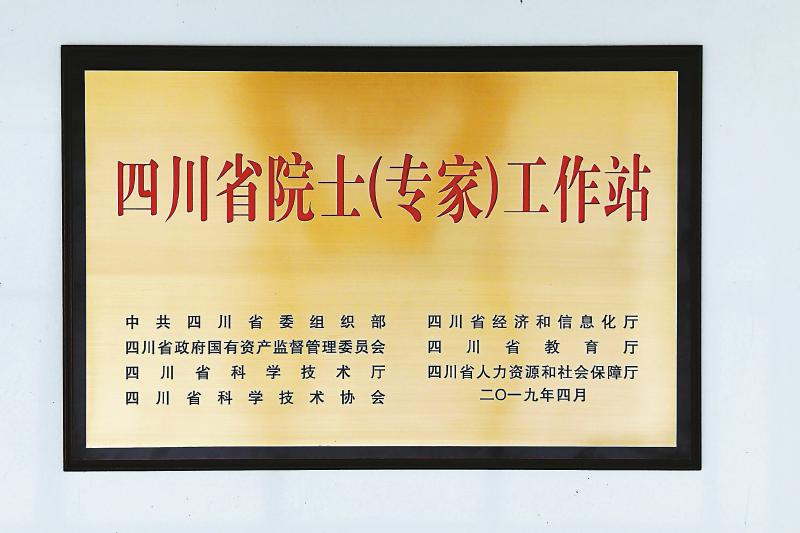 四川省院士(专家)工作站
中共四川省委组织部
四川省政府国有资产监督管理委员会
四川省科学技术厅
四川省科学技术协会
四川省经济和信息化厅
四川省教育厅
四川省人力资源和社会保障厅
二〇一九年四月